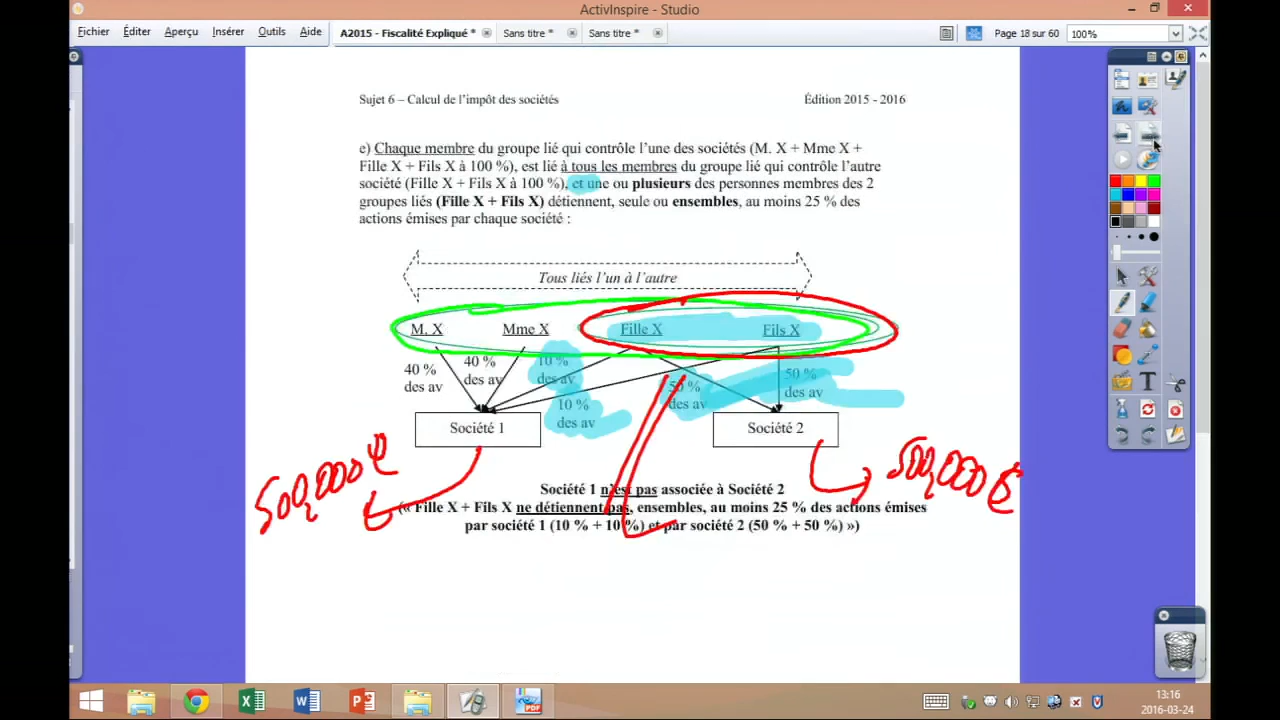 ActivInspire - Studio
Fichier Éditer Aperçu Insérer Outils Aide
A2015 - Fiscalité Expliqué * Sans titre * Sans titre *
Page 18 sur 60 100%
Sujet 6 – Calcul de l'impôt des sociétés Édition 2015 - 2016
e) Chaque membre du groupe lié qui contrôle l'une des sociétés (M. X + Mme X +
Fille X + Fils X à 100 %), est lié à tous les membres du groupe lié qui contrôle l'autre
société (Fille X + Fils X à 100 %), et une ou plusieurs des personnes membres des 2
groupes liés (Fille X + Fils X) détiennent, seule ou ensembles, au moins 25 % des
actions émises par chaque société :
Tous liés l'un à l'autre
M. X Mme X Fille X Fils X
40 %
des av
40 %
des av
10 %
des av
10 %
des av
50 %
des av
50 %
des av
Société 1 Société 2
500,000 500,000
Société 1 n'est pas associée à Société 2
(« Fille X + Fils X ne détiennent pas, ensembles, au moins 25 % des actions émises
par société 1 (10 % + 10 %) et par société 2 (50 % + 50 %) »)
13:16
2016-03-24